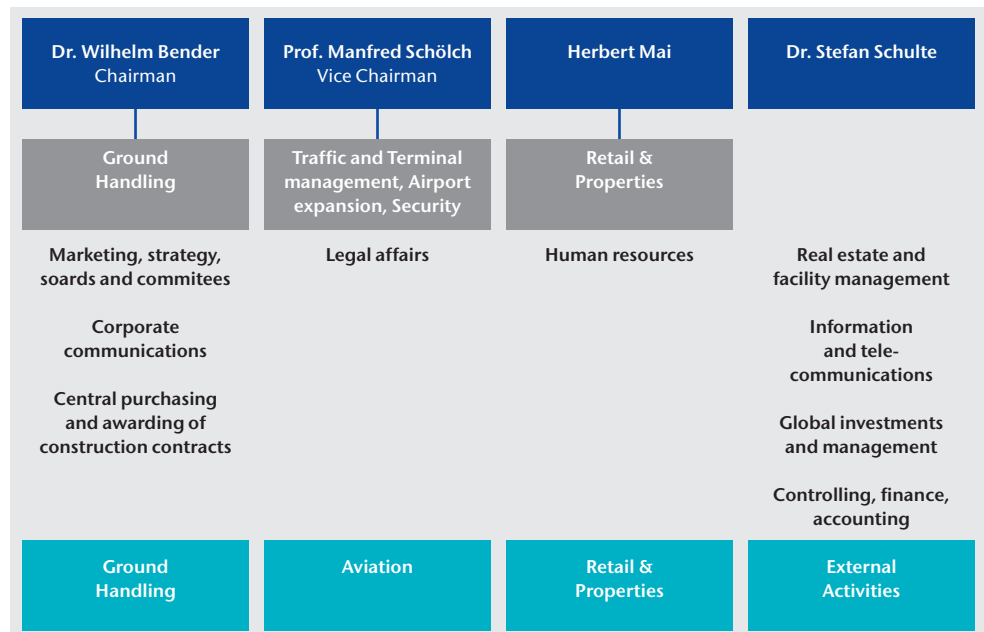 Dr. Wilhelm Bender
Chairman
Prof. Manfred Schölch
Vice Chairman
Herbert Mai
Dr. Stefan Schulte
Ground
Handling
Traffic and Terminal
management, Airport
expansion, Security
Retail &
Properties
Marketing, strategy,
soards and commitees
Corporate
communications
Central purchasing
and awarding of
construction contracts
Legal affairs
Human resources
Real estate and
facility management
Information
and tele-
communications
Global investments
and management
Controlling, finance,
accounting
Ground
Handling
Aviation
Retail &
Properties
External
Activities